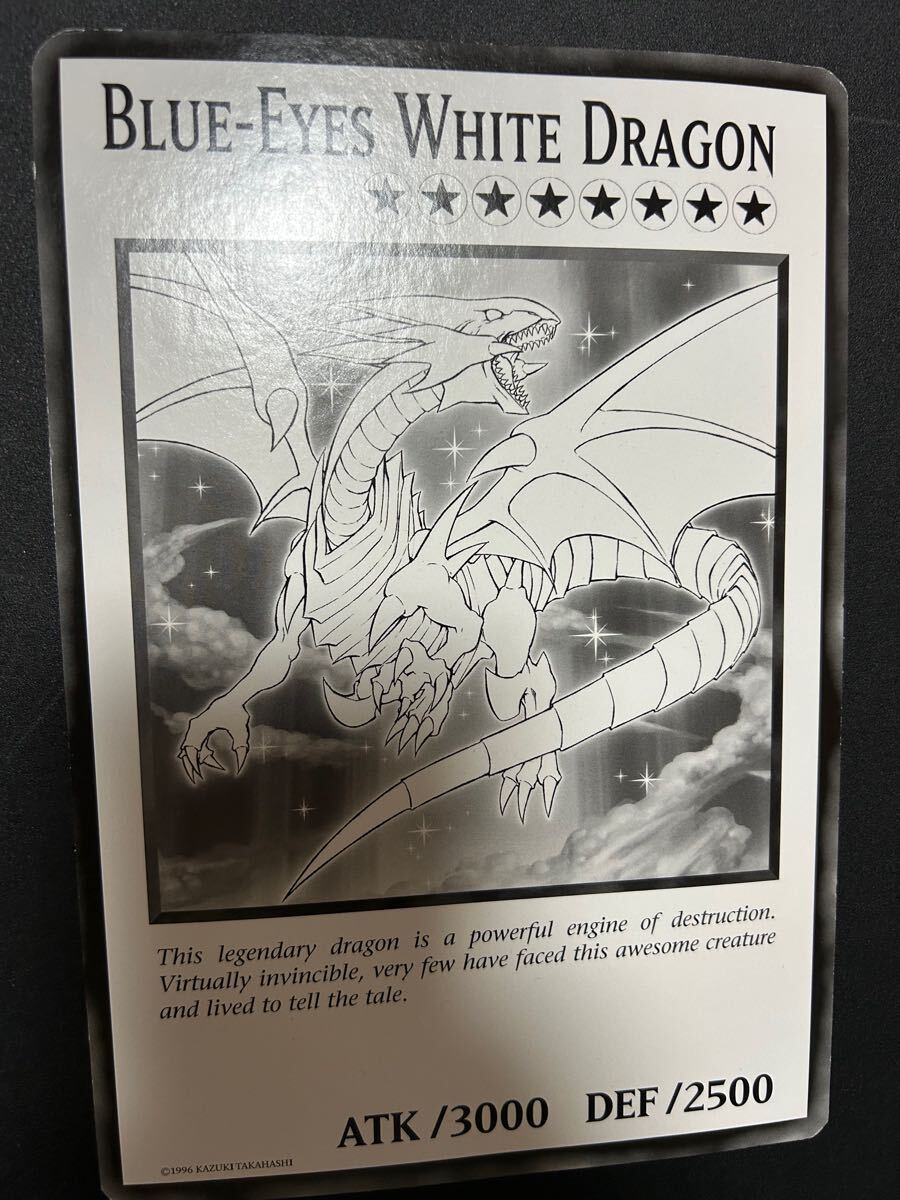 BLUE-EYES WHITE DRAGON
This legendary dragon is a powerful engine of destruction.
Virtually invincible, very few have faced this awesome creature
and lived to tell the tale.
ATK /3000 DEF /2500
©1996 KAZUKI TAKAHASHI